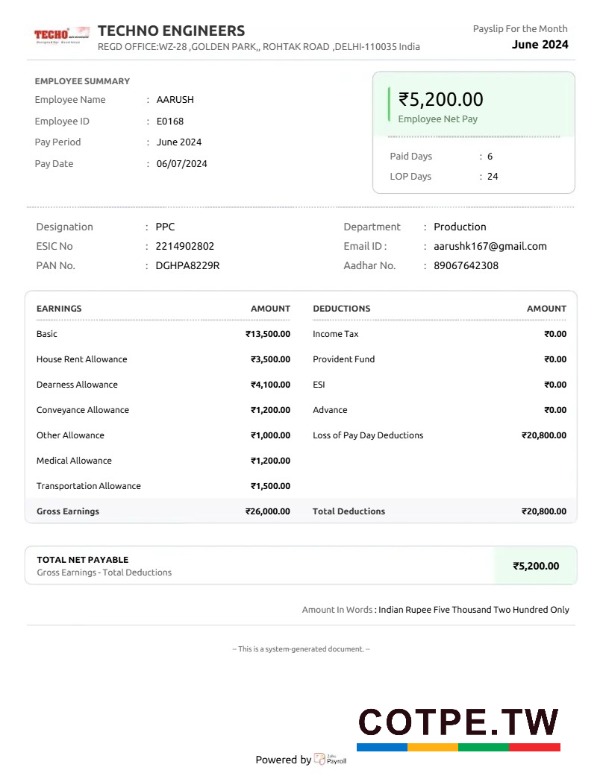 TECHO
TECHNO ENGINEERS
REGD OFFICE:WZ-28 ,GOLDEN PARK,, ROHTAK ROAD ,DELHI-110035 India
Payslip For the Month
June 2024
EMPLOYEE SUMMARY
Employee Name : AARUSH
Employee ID : E0168
Pay Period : June 2024
Pay Date : 06/07/2024
₹5,200.00
Employee Net Pay
Paid Days : 6
LOP Days : 24
Designation : PPC
ESIC No : 2214902802
PAN No. : DGHPA8229R
Department : Production
Email ID : aarushk167@gmail.com
Aadhar No. : 89067642308
EARNINGS AMOUNT DEDUCTIONS AMOUNT
Basic ₹13,500.00 Income Tax ₹0.00
House Rent Allowance ₹3,500.00 Provident Fund ₹0.00
Dearness Allowance ₹4,100.00 ESI ₹0.00
Conveyance Allowance ₹1,200.00 Advance ₹0.00
Other Allowance ₹1,000.00 Loss of Pay Day Deductions ₹20,800.00
Medical Allowance ₹1,200.00
Transportation Allowance ₹1,500.00
Gross Earnings ₹26,000.00 Total Deductions ₹20,800.00
TOTAL NET PAYABLE
Gross Earnings - Total Deductions
₹5,200.00
Amount In Words : Indian Rupee Five Thousand Two Hundred Only
-- This is a system-generated document. --
COTPE.TW
Powered by Payroll